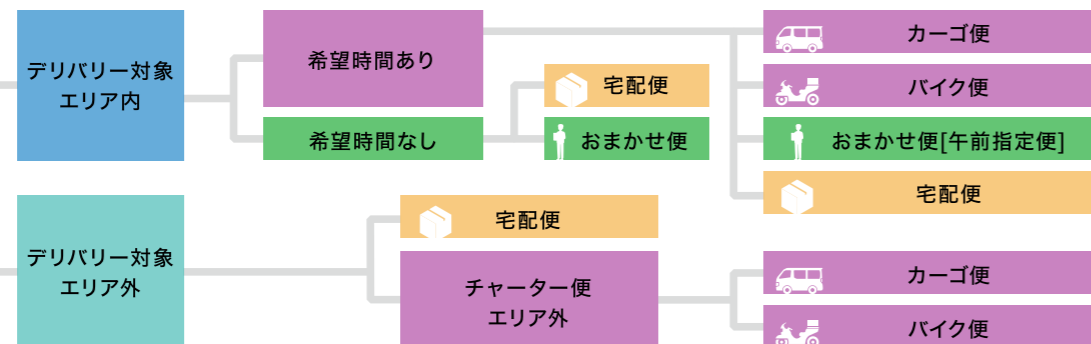 デリバリー対象
エリア内
希望時間あり
希望時間なし
宅配便
おまかせ便
カーゴ便
バイク便
おまかせ便[午前指定便]
宅配便
デリバリー対象
エリア外
宅配便
チャーター便
エリア外
カーゴ便
バイク便